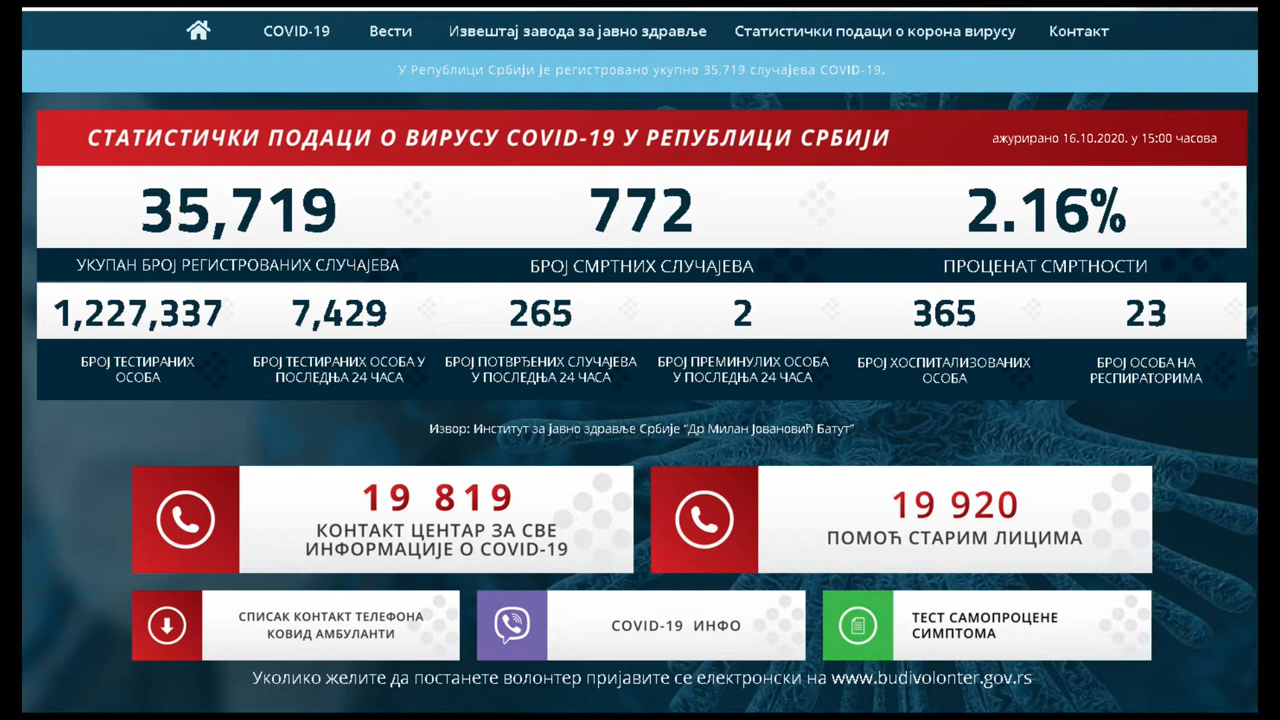 COVID-19 Вести Извештај завода за јавно здравље Статистички подаци о корона вирусу Контакт
У Републици Србији је регистровано укупно 35.719 случајева COVID-19.
СТАТИСТИЧКИ ПОДАЦИ О ВИРУСУ COVID-19 У РЕПУБЛИЦИ СРБИЈИ ажурирано 16.10.2020. у 15:00 часова
35,719 772 2.16%
УКУПАН БРОЈ РЕГИСТРОВАНИХ СЛУЧАЈЕВА БРОЈ СМРТНИХ СЛУЧАЈЕВА ПРОЦЕНАТ СМРТНОСТИ
1,227,337 7,429 265 2 365 23
БРОЈ ТЕСТИРАНИХ БРОЈ ТЕСТИРАНИХ ОСОБА У БРОЈ ПОТВРЂЕНИХ СЛУЧАЈЕВА БРОЈ ПРЕМИНУЛИХ ОСОБА БРОЈ ХОСПИТАЛИЗОВАНИХ БРОЈ ОСОБА НА
ОСОБА ПОСЛЕДЊА 24 ЧАСА У ПОСЛЕДЊА 24 ЧАСА У ПОСЛЕДЊА 24 ЧАСА ОСОБА РЕСПИРАТОРИМА
Извор: Институт за јавно здравље Србије “Др Милан Јовановић Батут”
19 819
КОНТАКТ ЦЕНТАР ЗА СВЕ
ИНФОРМАЦИЈЕ О COVID-19
19 920
ПОМОЋ СТАРИМ ЛИЦИМА
СПИСАК КОНТАКТ ТЕЛЕФОНА
КОВИД АМБУЛАНТИ
COVID-19 ИНФО
ТЕСТ САМОПРОЦЕНЕ
СИМПТОМА
Уколико желите да постанете волонтер пријавите се електронски на www.budivolonter.gov.rs